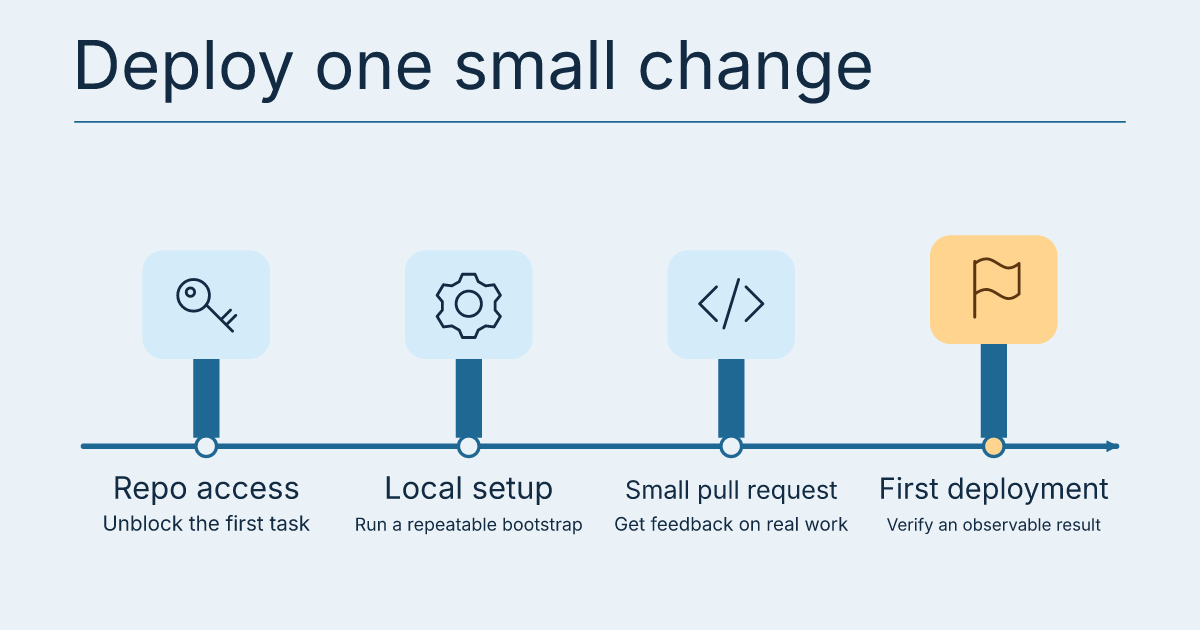 Deploy one small change
Repo access
Unblock the first task
Local setup
Run a repeatable bootstrap
Small pull request
Get feedback on real work
First deployment
Verify an observable result